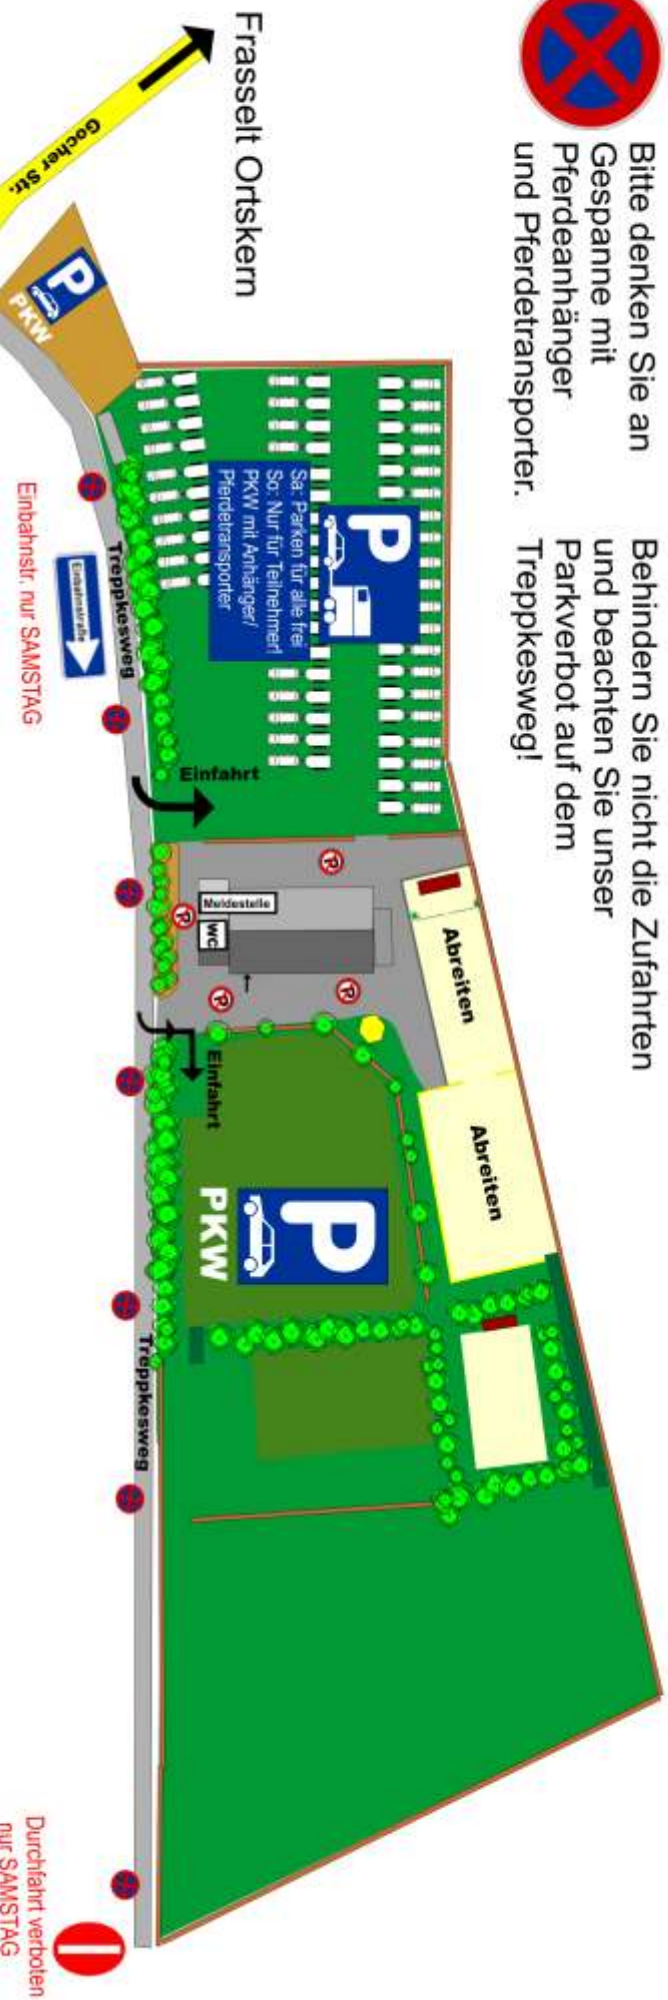 Bitte denken Sie an
Gespanne mit
Pferdeanhänger
und Pferdetransporter.
Behindern Sie nicht die Zufahrten
und beachten Sie unser
Parkverbot auf dem
Treppkesweg!
Frasselt Ortskern
Gocher Str.
P
PKW
P
Sa: Parken für alle frei
So: Nur für Teilnehmer!
PKW mit Anhänger/
Pferdetransporter
Treppkesweg
Einbahnstraße
Einbahnstr. nur SAMSTAG
Einfahrt
P
P
Meldestelle
WC
P
P
Abreiten
Abreiten
Einfahrt
P
PKW
Treppkesweg
Durchfahrt verboten
nur SAMSTAG